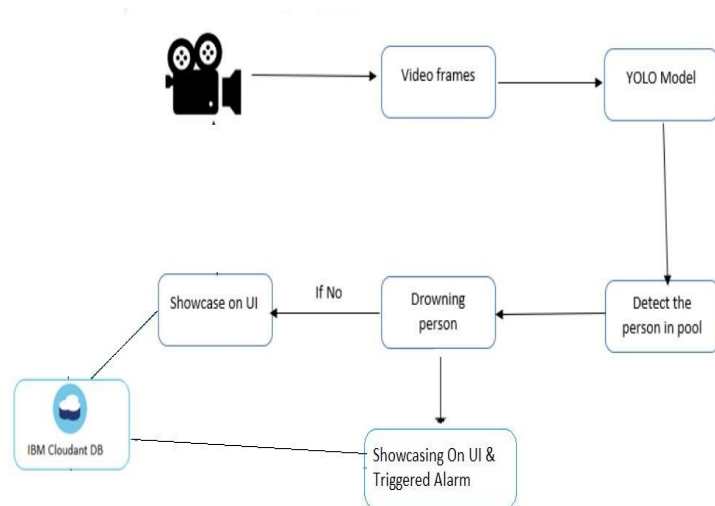 Video frames
YOLO Model
Showcase on UI
If No
Drowning
person
Detect the
person in pool
IBM Cloudant DB
Showcasing On UI &
Triggered Alarm